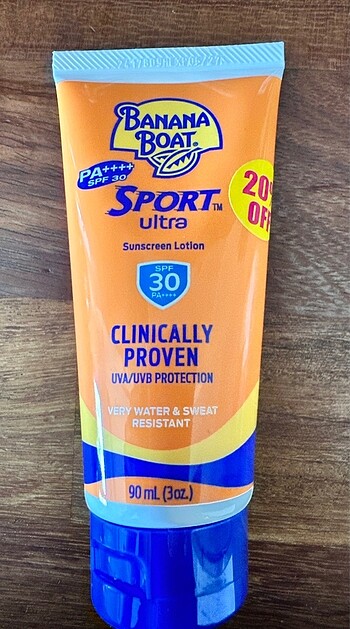 BANANA
BOAT®
PA++++
SPF 30
SPORT™
ultra
20%
OFF
Sunscreen Lotion
SPF
30
PA++++
CLINICALLY
PROVEN
UVA/UVB PROTECTION
VERY WATER & SWEAT
RESISTANT
90 mL (3oz.)